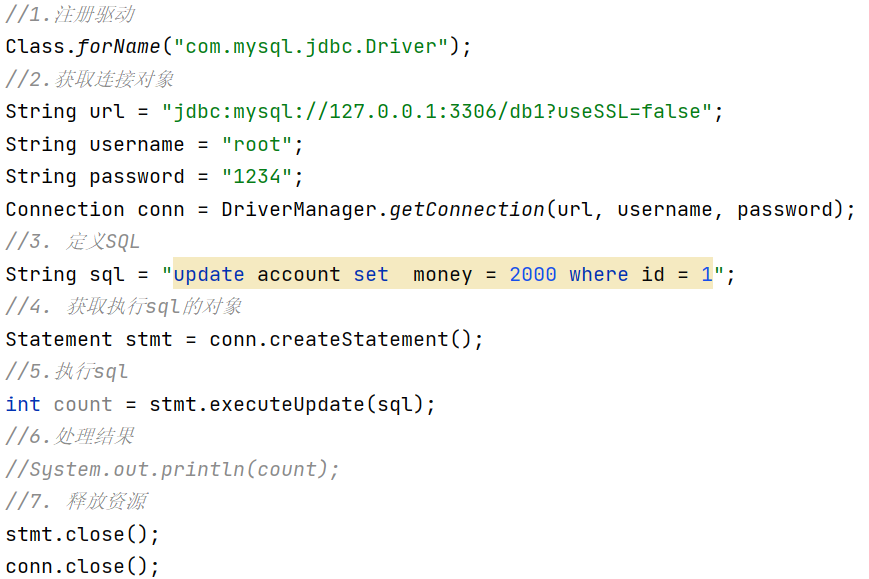 //1.注册驱动
Class.forName("com.mysql.jdbc.Driver");
//2.获取连接对象
String url = "jdbc:mysql://127.0.0.1:3306/db1?useSSL=false";
String username = "root";
String password = "1234";
Connection conn = DriverManager.getConnection(url, username, password);
//3. 定义SQL
String sql = "update account set  money = 2000 where id = 1";
//4. 获取执行sql的对象
Statement stmt = conn.createStatement();
//5.执行sql
int count = stmt.executeUpdate(sql);
//6.处理结果
//System.out.println(count);
//7. 释放资源
stmt.close();
conn.close();